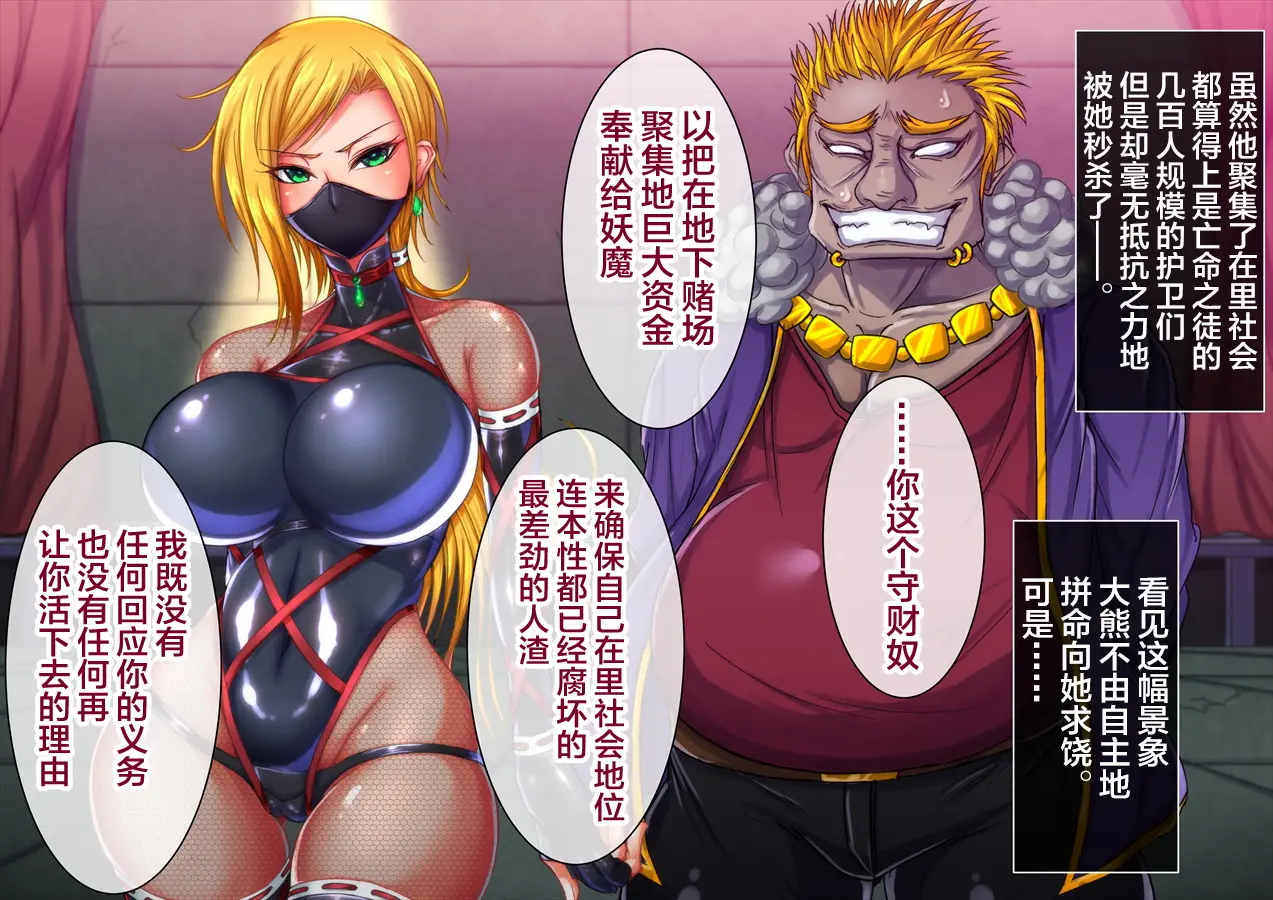 虽然他聚集了在里社会
都算得上是亡命之徒的
几百人规模的护卫们
但是却毫无抵抗之力地
被她秒杀了——。
看见这幅景象
大熊不由自主地
拼命向她求饶。
可是……
……你这个守财奴
以把在地下赌场
聚集地巨大资金
奉献给妖魔
来确保自己在里社会地位
连本性都已经腐坏的
最差劲的人渣
我既没有
任何回应你的义务
也没有任何再
让你活下去的理由